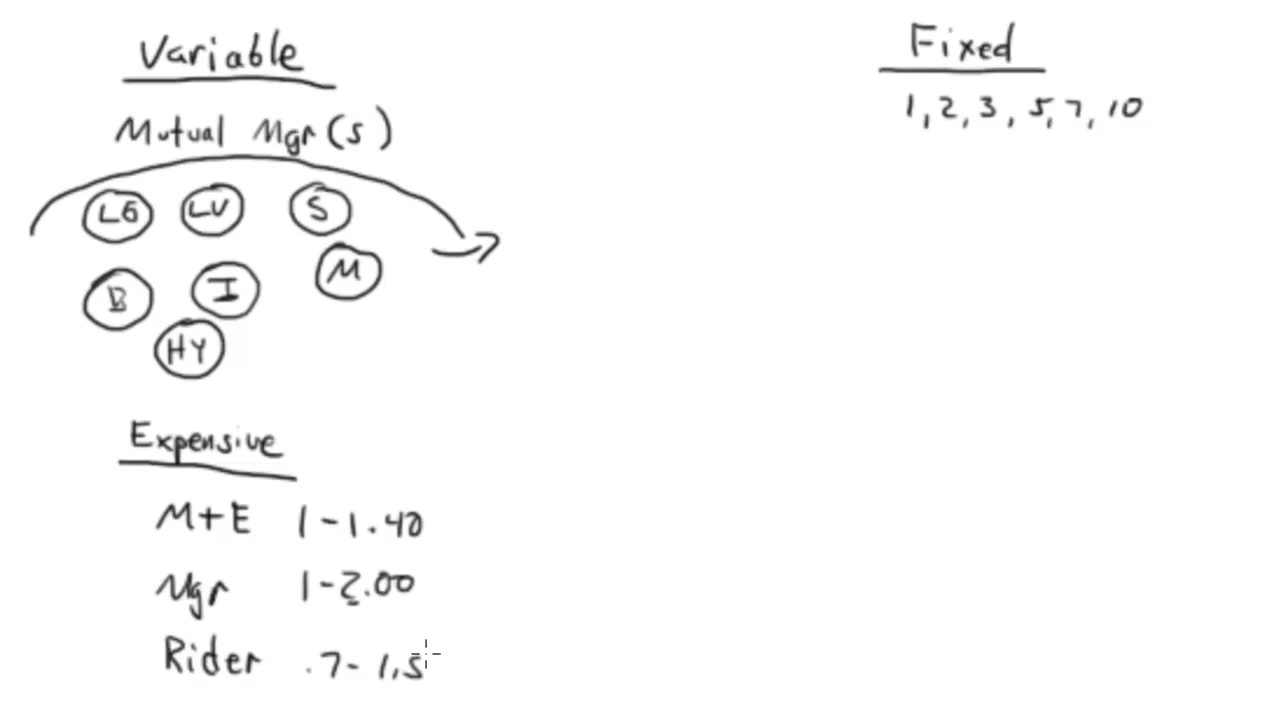 Variable
Mutual Mgr(s)
LG LV S
B I M
HY
Expensive
M+E 1-1.40
Mgr 1-2.00
Rider .7-1.5
Fixed
1, 2, 3, 5, 7, 10